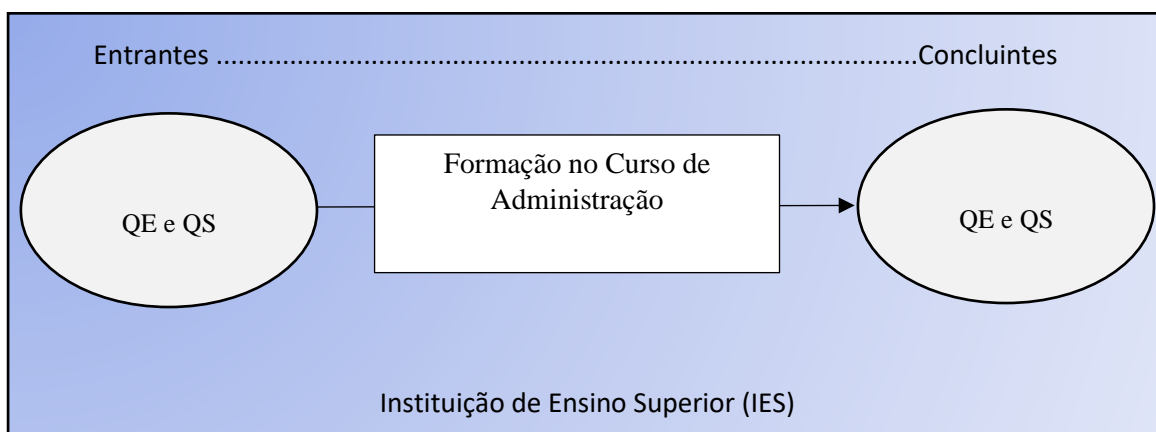 Entrantes ...................................................................................................Concluintes
Formação no Curso de
Administração
QE e QS
QE e QS
Instituição de Ensino Superior (IES)